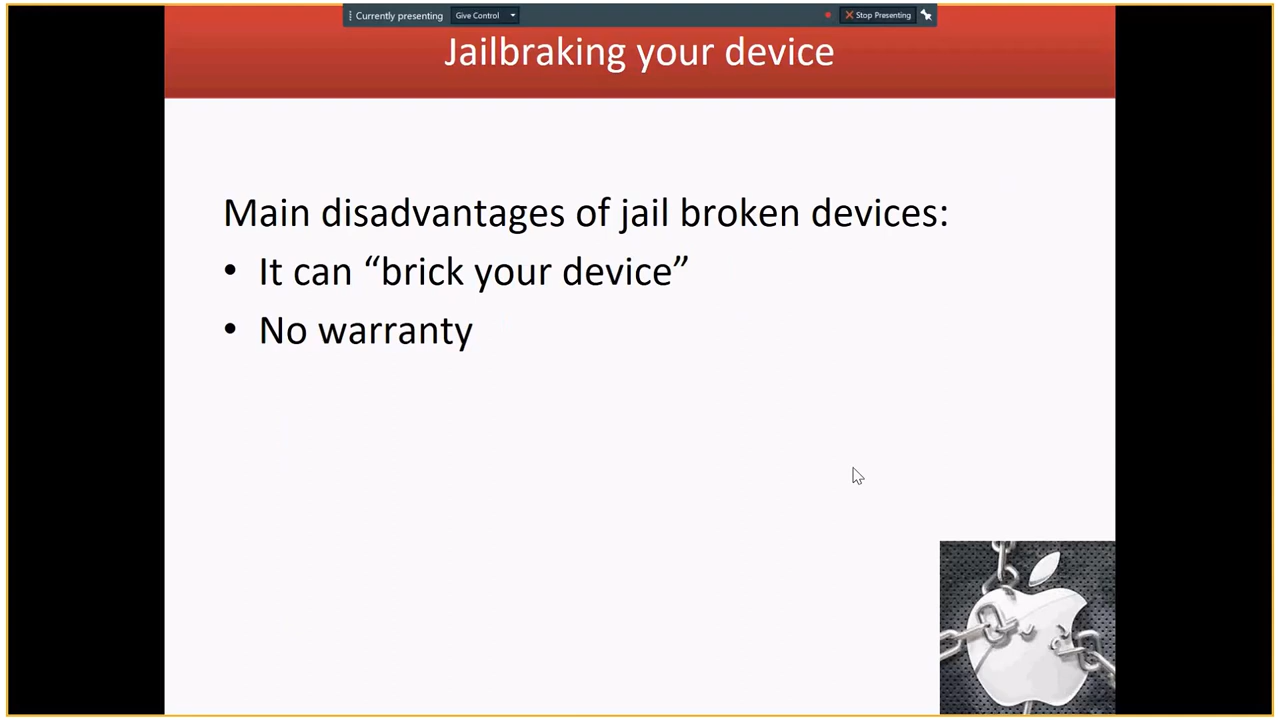 Currently presenting Give Control Stop Presenting
Jailbraking your device
Main disadvantages of jail broken devices:
• It can “brick your device”
• No warranty